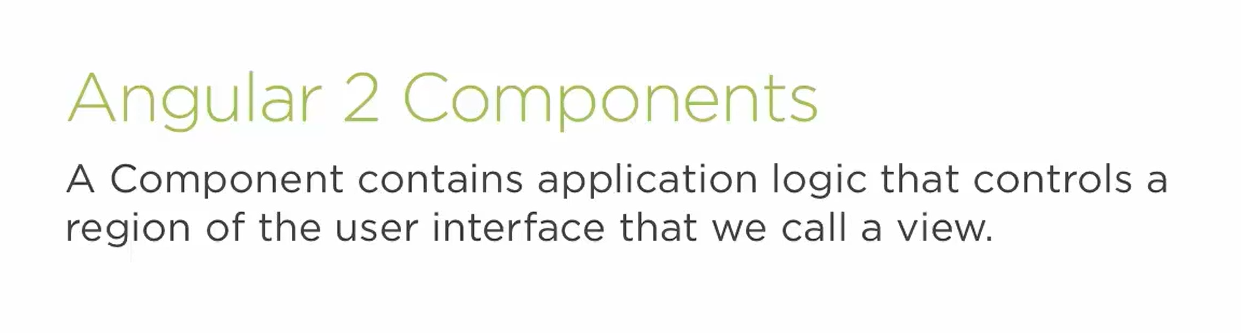 Angular 2 Components
A Component contains application logic that controls a
region of the user interface that we call a view.